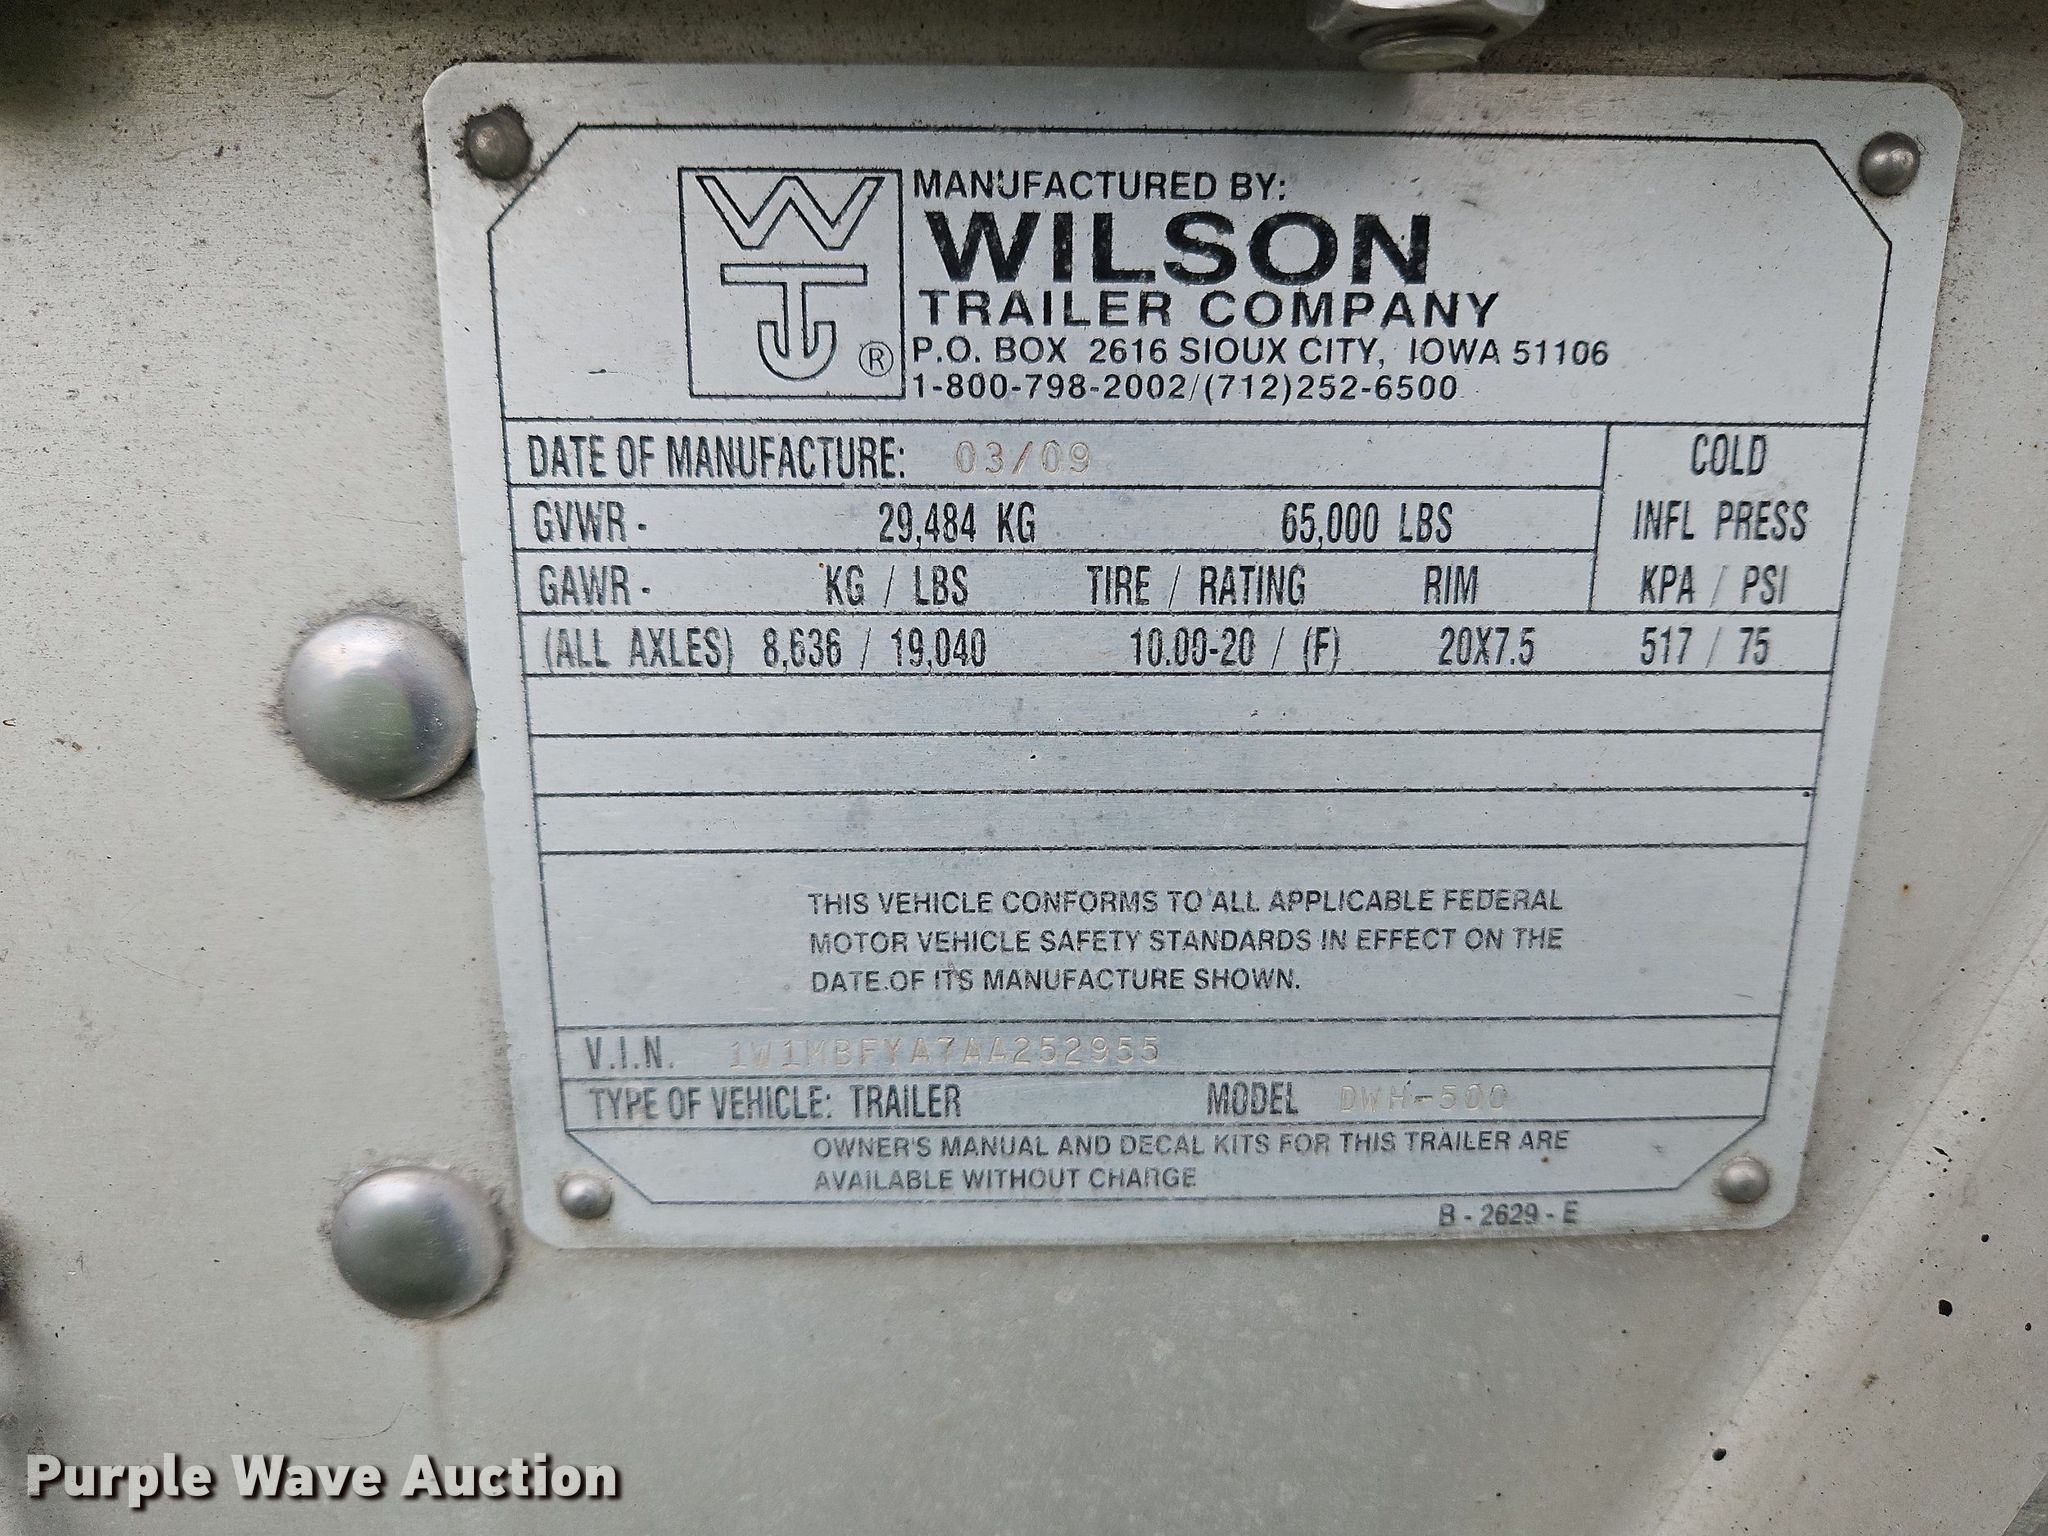 WTJ®
MANUFACTURED BY:
WILSON
TRAILER COMPANY
P.O. BOX 2616 SIOUX CITY, IOWA 51106
1-800-798-2002/(712)252-6500
DATE OF MANUFACTURE: 03/09
COLD
INFL PRESS
GVWR - 29,484 KG 65,000 LBS
GAWR - KG / LBS TIRE / RATING RIM KPA / PSI
(ALL AXLES) 8,636 / 19,040 10.00-20 / (F) 20X7.5 517 / 75
THIS VEHICLE CONFORMS TO ALL APPLICABLE FEDERAL
MOTOR VEHICLE SAFETY STANDARDS IN EFFECT ON THE
DATE OF ITS MANUFACTURE SHOWN.
V.I.N. 1W1MBFYA7AA252955
TYPE OF VEHICLE: TRAILER MODEL DWH-500
OWNER'S MANUAL AND DECAL KITS FOR THIS TRAILER ARE
AVAILABLE WITHOUT CHARGE
B - 2629 - E
Purple Wave Auction